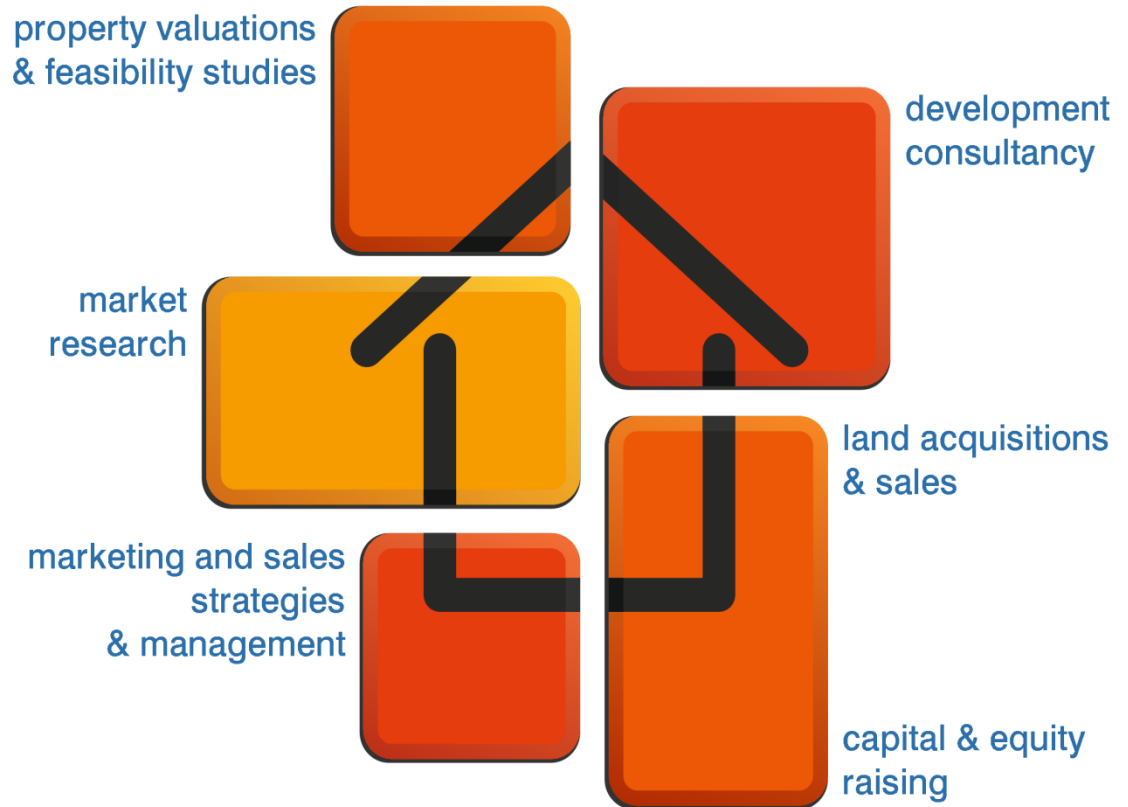 property valuations
& feasibility studies
development
consultancy
market
research
land acquisitions
& sales
marketing and sales
strategies
& management
capital & equity
raising